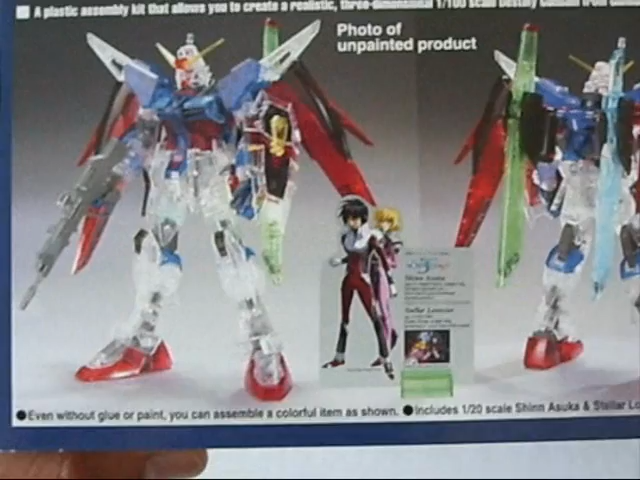 A plastic assembly kit that allows you to create a realistic, three-dimensional 1/100 scale Destiny Gundam from
Photo of
unpainted product
Shinn Asuka
Stellar Loussier
●Even without glue or paint, you can assemble a colorful item as shown. ●Includes 1/20 scale Shinn Asuka & Stellar Lo